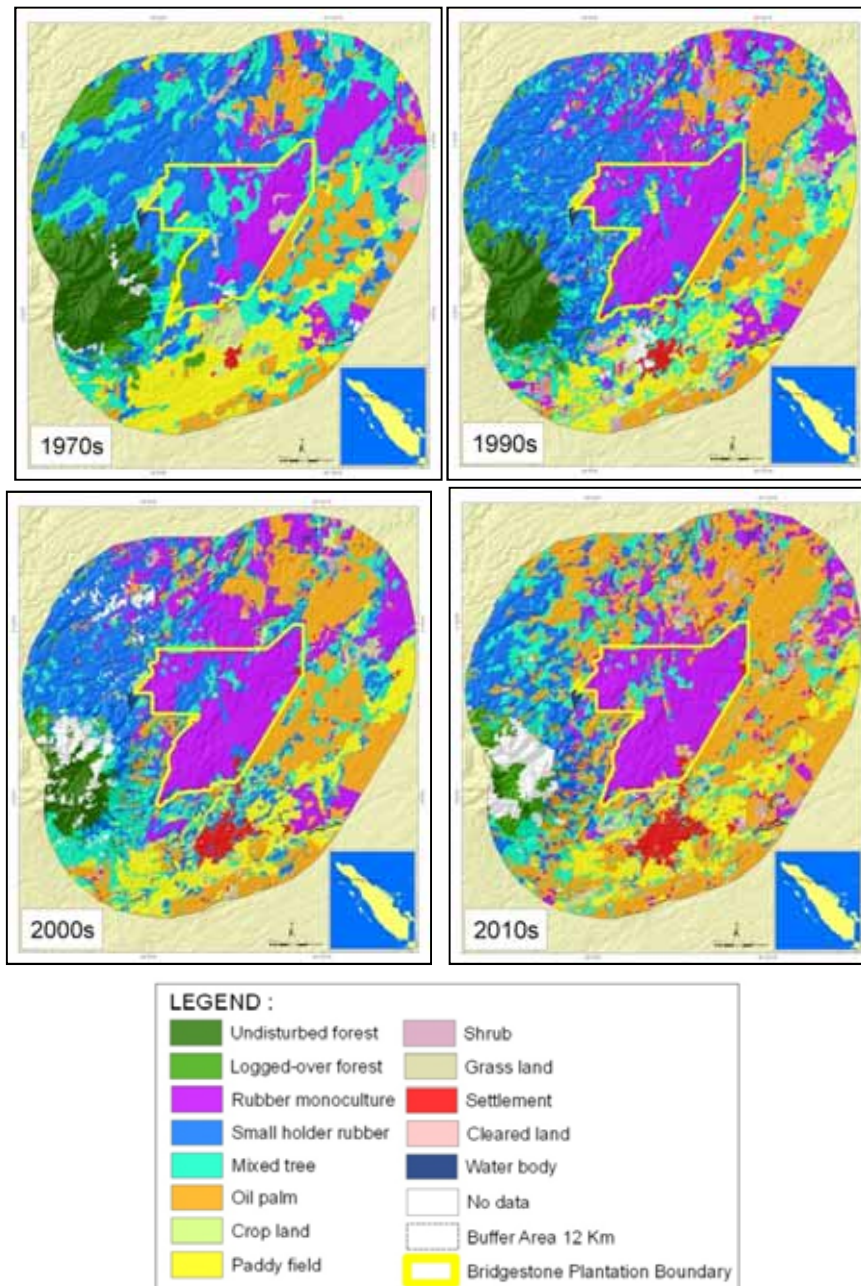 1970s
1990s
2000s
2010s
LEGEND :
Undisturbed forest
Logged-over forest
Rubber monoculture
Small holder rubber
Mixed tree
Oil palm
Crop land
Paddy field
Shrub
Grass land
Settlement
Cleared land
Water body
No data
Buffer Area 12 Km
Bridgestone Plantation Boundary